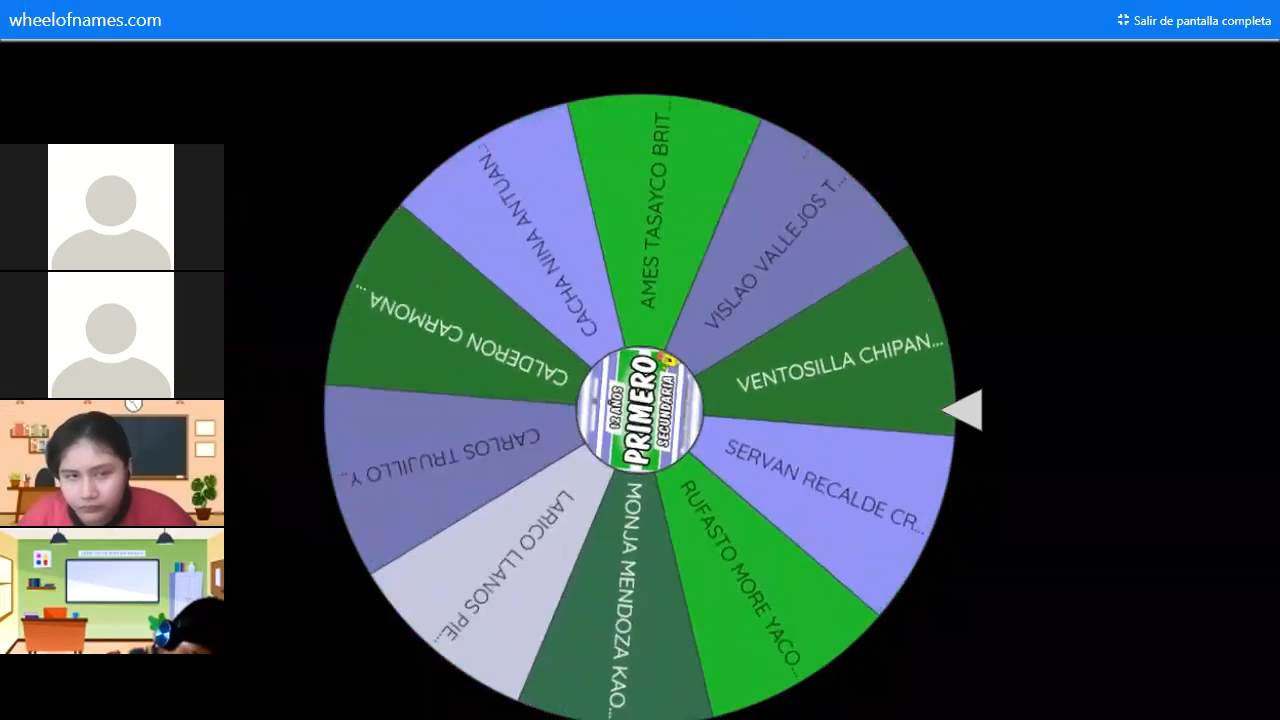 wheelofnames.com
Salir de pantalla completa
AMES TASAYCO BRIT...
VISLAO VALLEJOS T...
VENTOSILLA CHIPAN...
SERVAN RECALDE CR...
RUFASTO MORE YACO...
MONJA MENDOZA KAO...
LARICO LLANOS PIE...
CARLOS TRUJILLO Y...
CALDERON CARMONA ...
CACHA NINA ANTUAN...
12 AÑOS
PRIMERO
SECUNDARIA